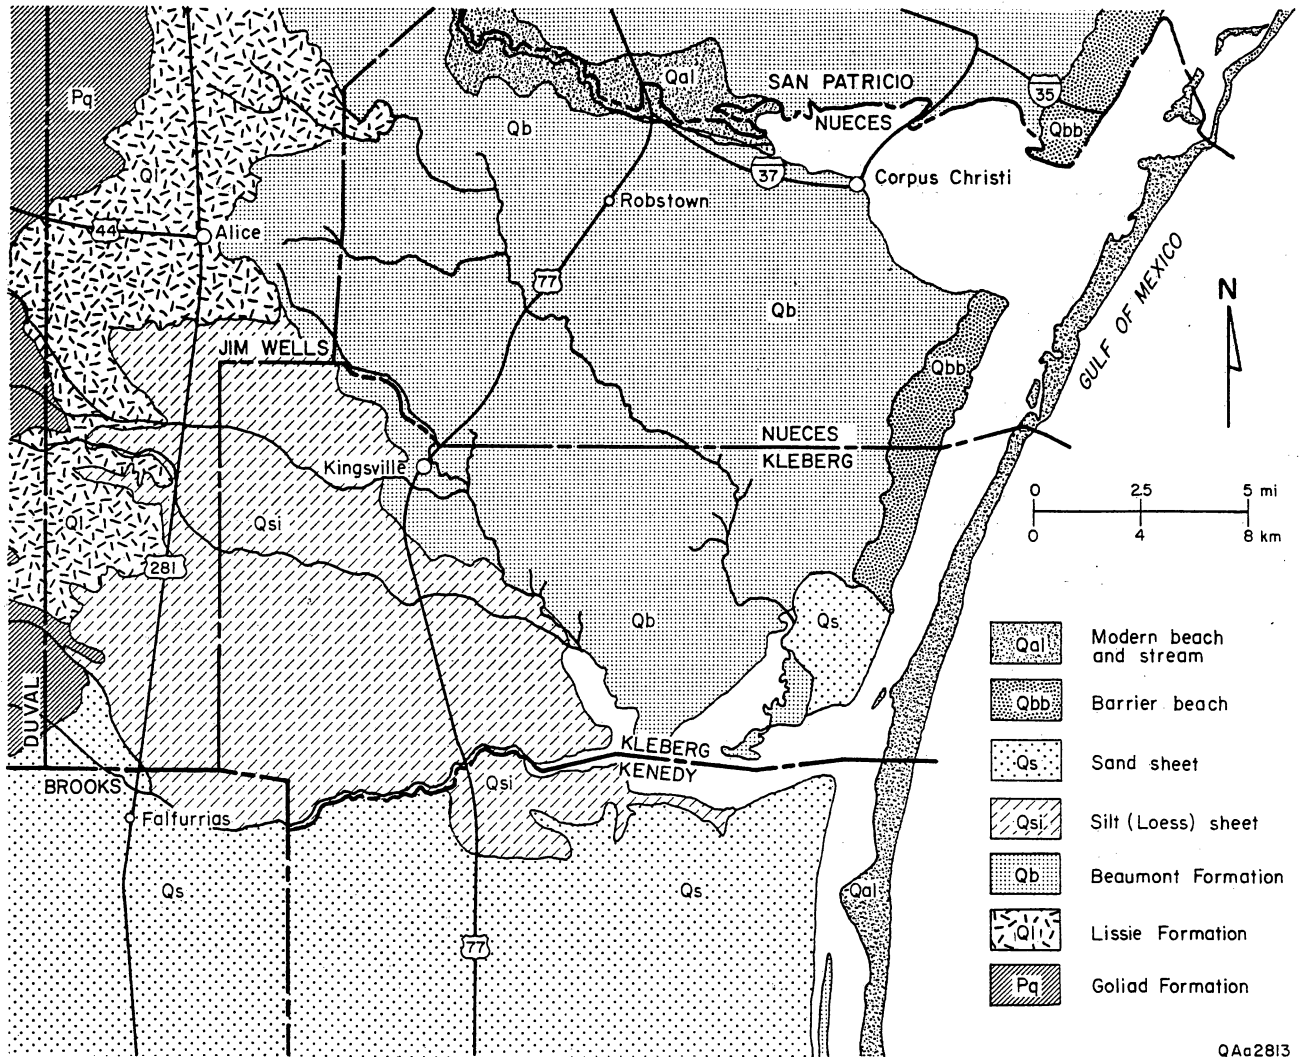 Pq
Qal
SAN PATRICIO
NUECES
35
Qb
Qbb
Ql
37
Corpus Christi
Robstown
44
Alice
77
GULF OF MEXICO
N
Qb
JIM WELLS
Qbb
NUECES
KLEBERG
Kingsville
0 2.5 5 mi
0 4 8 km
Ql
Qsi
281
Qb
Qs
DUVAL
KLEBERG
KENEDY
BROOKS
Qsi
Falfurrias
Qs
Qs
Qal
77
Qal Modern beach
and stream
Qbb Barrier beach
Qs Sand sheet
Qsi Silt (Loess) sheet
Qb Beaumont Formation
Ql Lissie Formation
Pq Goliad Formation
QAa2813